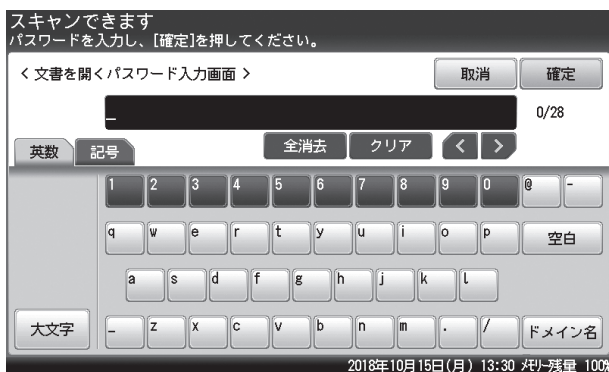 スキャンできます
パスワードを入力し、[確定]を押してください。
＜文書を開くパスワード入力画面＞ 取消 確定
_ 0/28
英数 記号 全消去 クリア < >
1 2 3 4 5 6 7 8 9 0 @ -
q w e r t y u i o p 空白
a s d f g h j k l
大文字 _ z x c v b n m . / ドメイン名
2018年10月15日(月) 13:30 ﾒﾓﾘｰ残量 100%